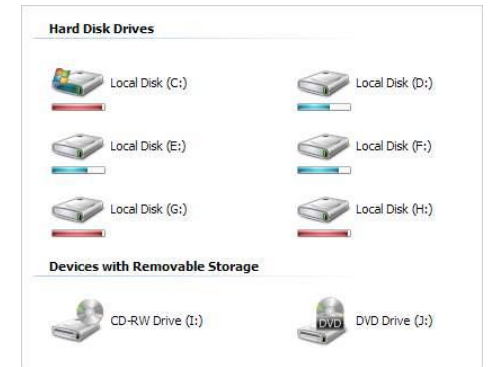 Hard Disk Drives
Local Disk (C:) Local Disk (D:)
Local Disk (E:) Local Disk (F:)
Local Disk (G:) Local Disk (H:)
Devices with Removable Storage
CD-RW Drive (I:) DVD DVD Drive (J:)